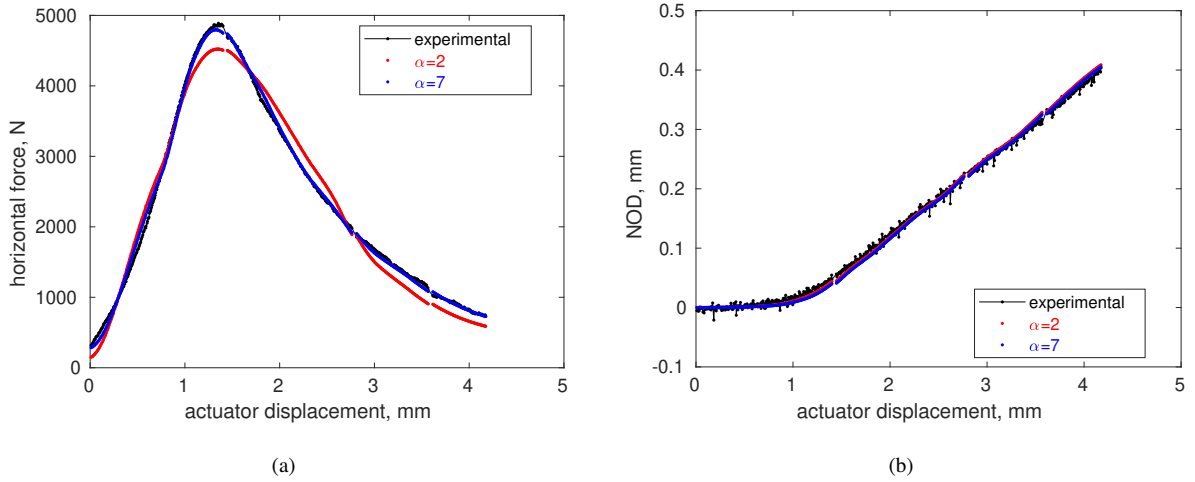 5000
4000
3000
2000
1000
0
horizontal force, N
0 1 2 3 4 5
actuator displacement, mm
experimental
α=2
α=7
(a)
0.5
0.4
0.3
0.2
0.1
0
-0.1
NOD, mm
0 1 2 3 4 5
actuator displacement, mm
experimental
α=2
α=7
(b)